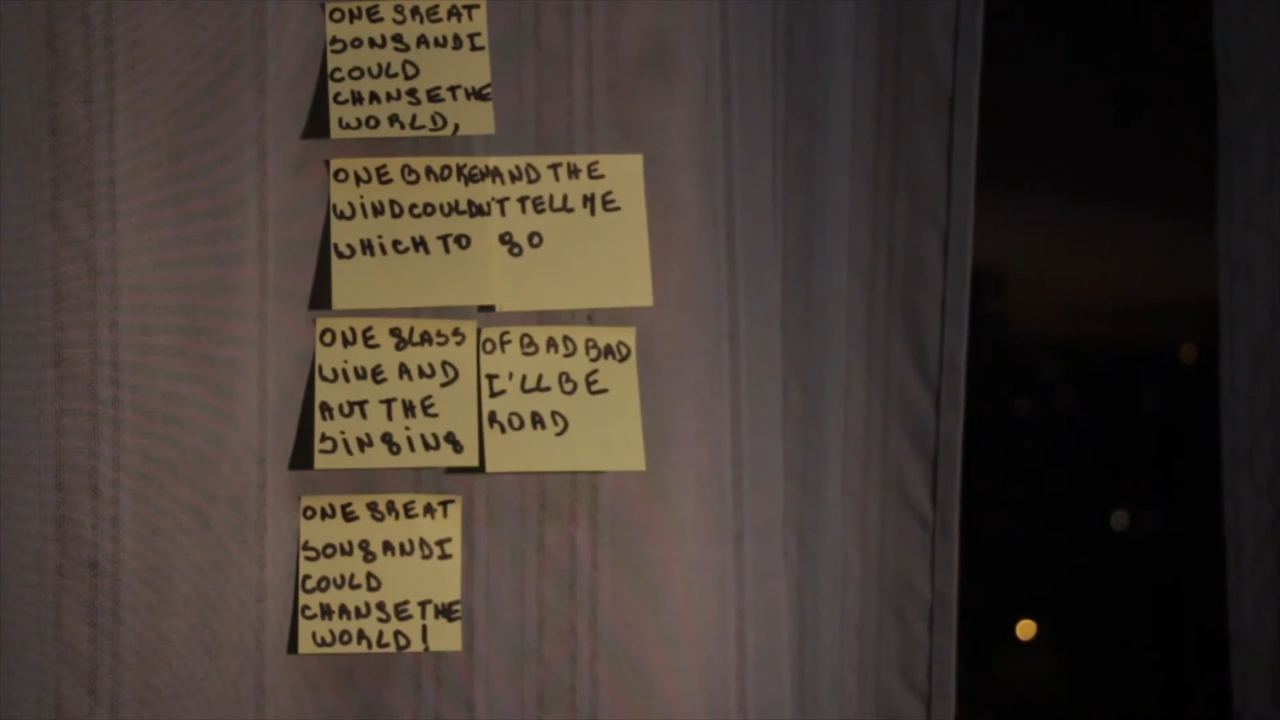 ONE GREAT
SONG AND I
COULD
CHANGE THE
WORLD,
ONE BROKEN AND THE
WIND COULDN'T TELL ME
WHICH TO GO
ONE GLASS
WINE AND
AUT THE
SINGING
OF BAD BAD
I'LL BE
ROAD
ONE GREAT
SONG AND I
COULD
CHANGE THE
WORLD!